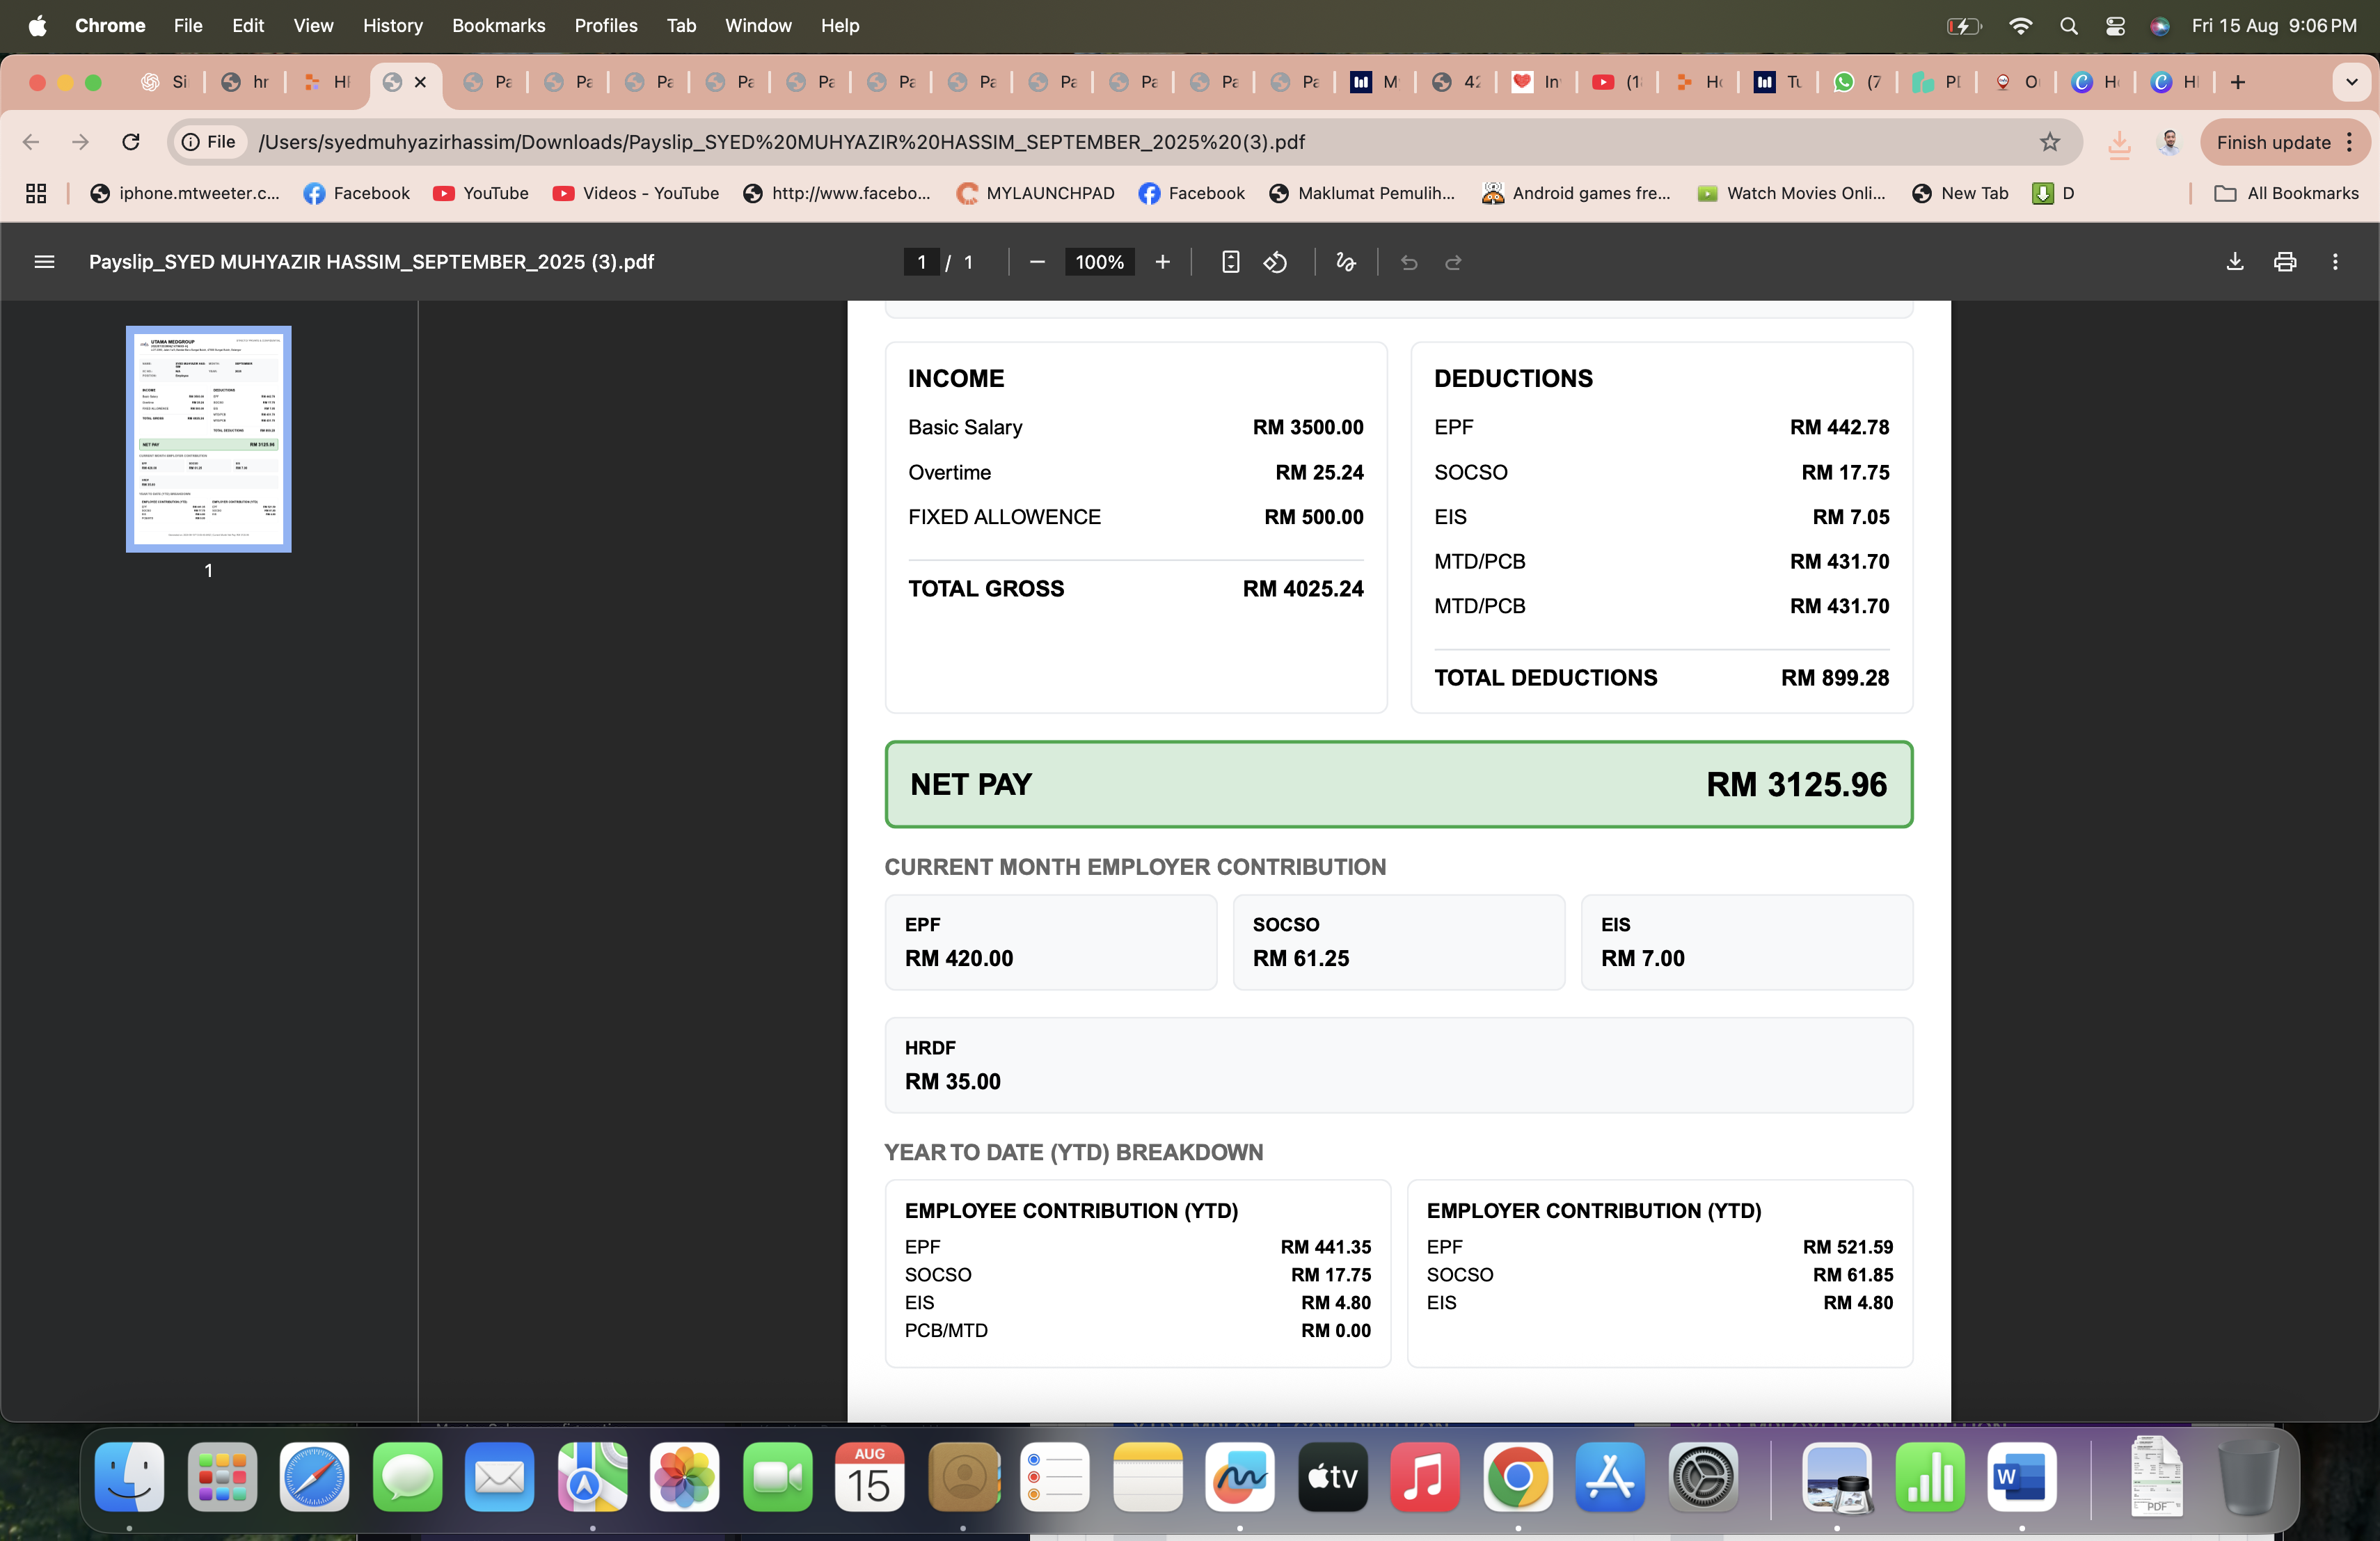 Chrome File Edit View History Bookmarks Profiles Tab Window Help Fri 15 Aug 9:06 PM
Si hr HR Pa Pa Pa Pa Pa Pa Pa Pa Pa Pa Pa M 42 In (1 Ho Tu (7 PD O H HI
File /Users/syedmuhyazirhassim/Downloads/Payslip_SYED%20MUHYAZIR%20HASSIM_SEPTEMBER_2025%20(3).pdf Finish update
iphone.mtweeter.c... Facebook YouTube Videos - YouTube http://www.facebo... MYLAUNCHPAD Facebook Maklumat Pemulih... Android games fre... Watch Movies Onli... New Tab D All Bookmarks
Payslip_SYED MUHYAZIR HASSIM_SEPTEMBER_2025 (3).pdf 1 / 1 100%
UTAMA MEDGROUP
1
INCOME
Basic Salary RM 3500.00
Overtime RM 25.24
FIXED ALLOWENCE RM 500.00
TOTAL GROSS RM 4025.24
DEDUCTIONS
EPF RM 442.78
SOCSO RM 17.75
EIS RM 7.05
MTD/PCB RM 431.70
MTD/PCB RM 431.70
TOTAL DEDUCTIONS RM 899.28
NET PAY RM 3125.96
CURRENT MONTH EMPLOYER CONTRIBUTION
EPF
RM 420.00
SOCSO
RM 61.25
EIS
RM 7.00
HRDF
RM 35.00
YEAR TO DATE (YTD) BREAKDOWN
EMPLOYEE CONTRIBUTION (YTD)
EPF RM 441.35
SOCSO RM 17.75
EIS RM 4.80
PCB/MTD RM 0.00
EMPLOYER CONTRIBUTION (YTD)
EPF RM 521.59
SOCSO RM 61.85
EIS RM 4.80
AUG
15
tv
W
PDF